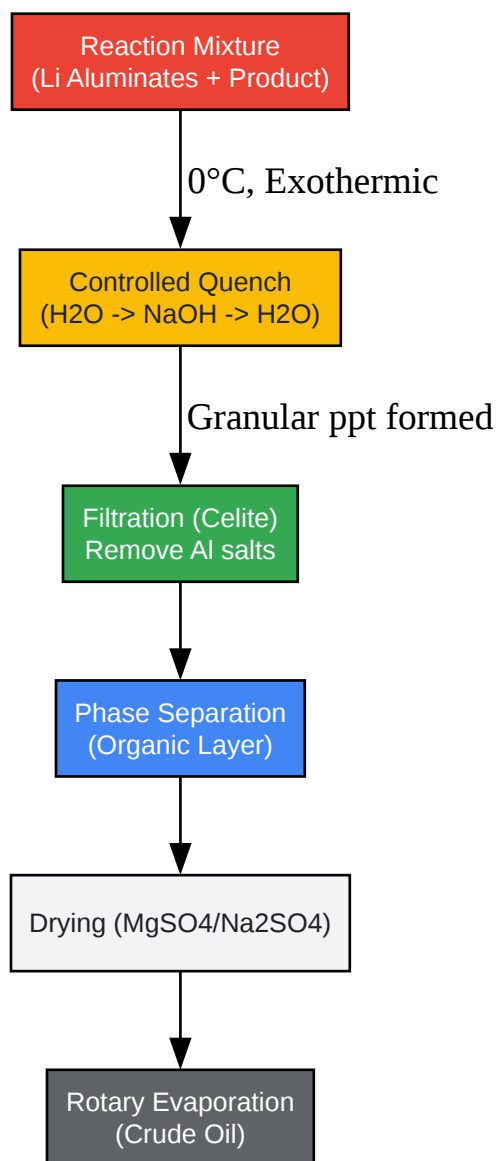 Reaction Mixture
(Li Aluminates + Product)
0°C, Exothermic
Controlled Quench
(H2O -> NaOH -> H2O)
Granular ppt formed
Filtration (Celite)
Remove Al salts
Phase Separation
(Organic Layer)
Drying (MgSO4/Na2SO4)
Rotary Evaporation
(Crude Oil)